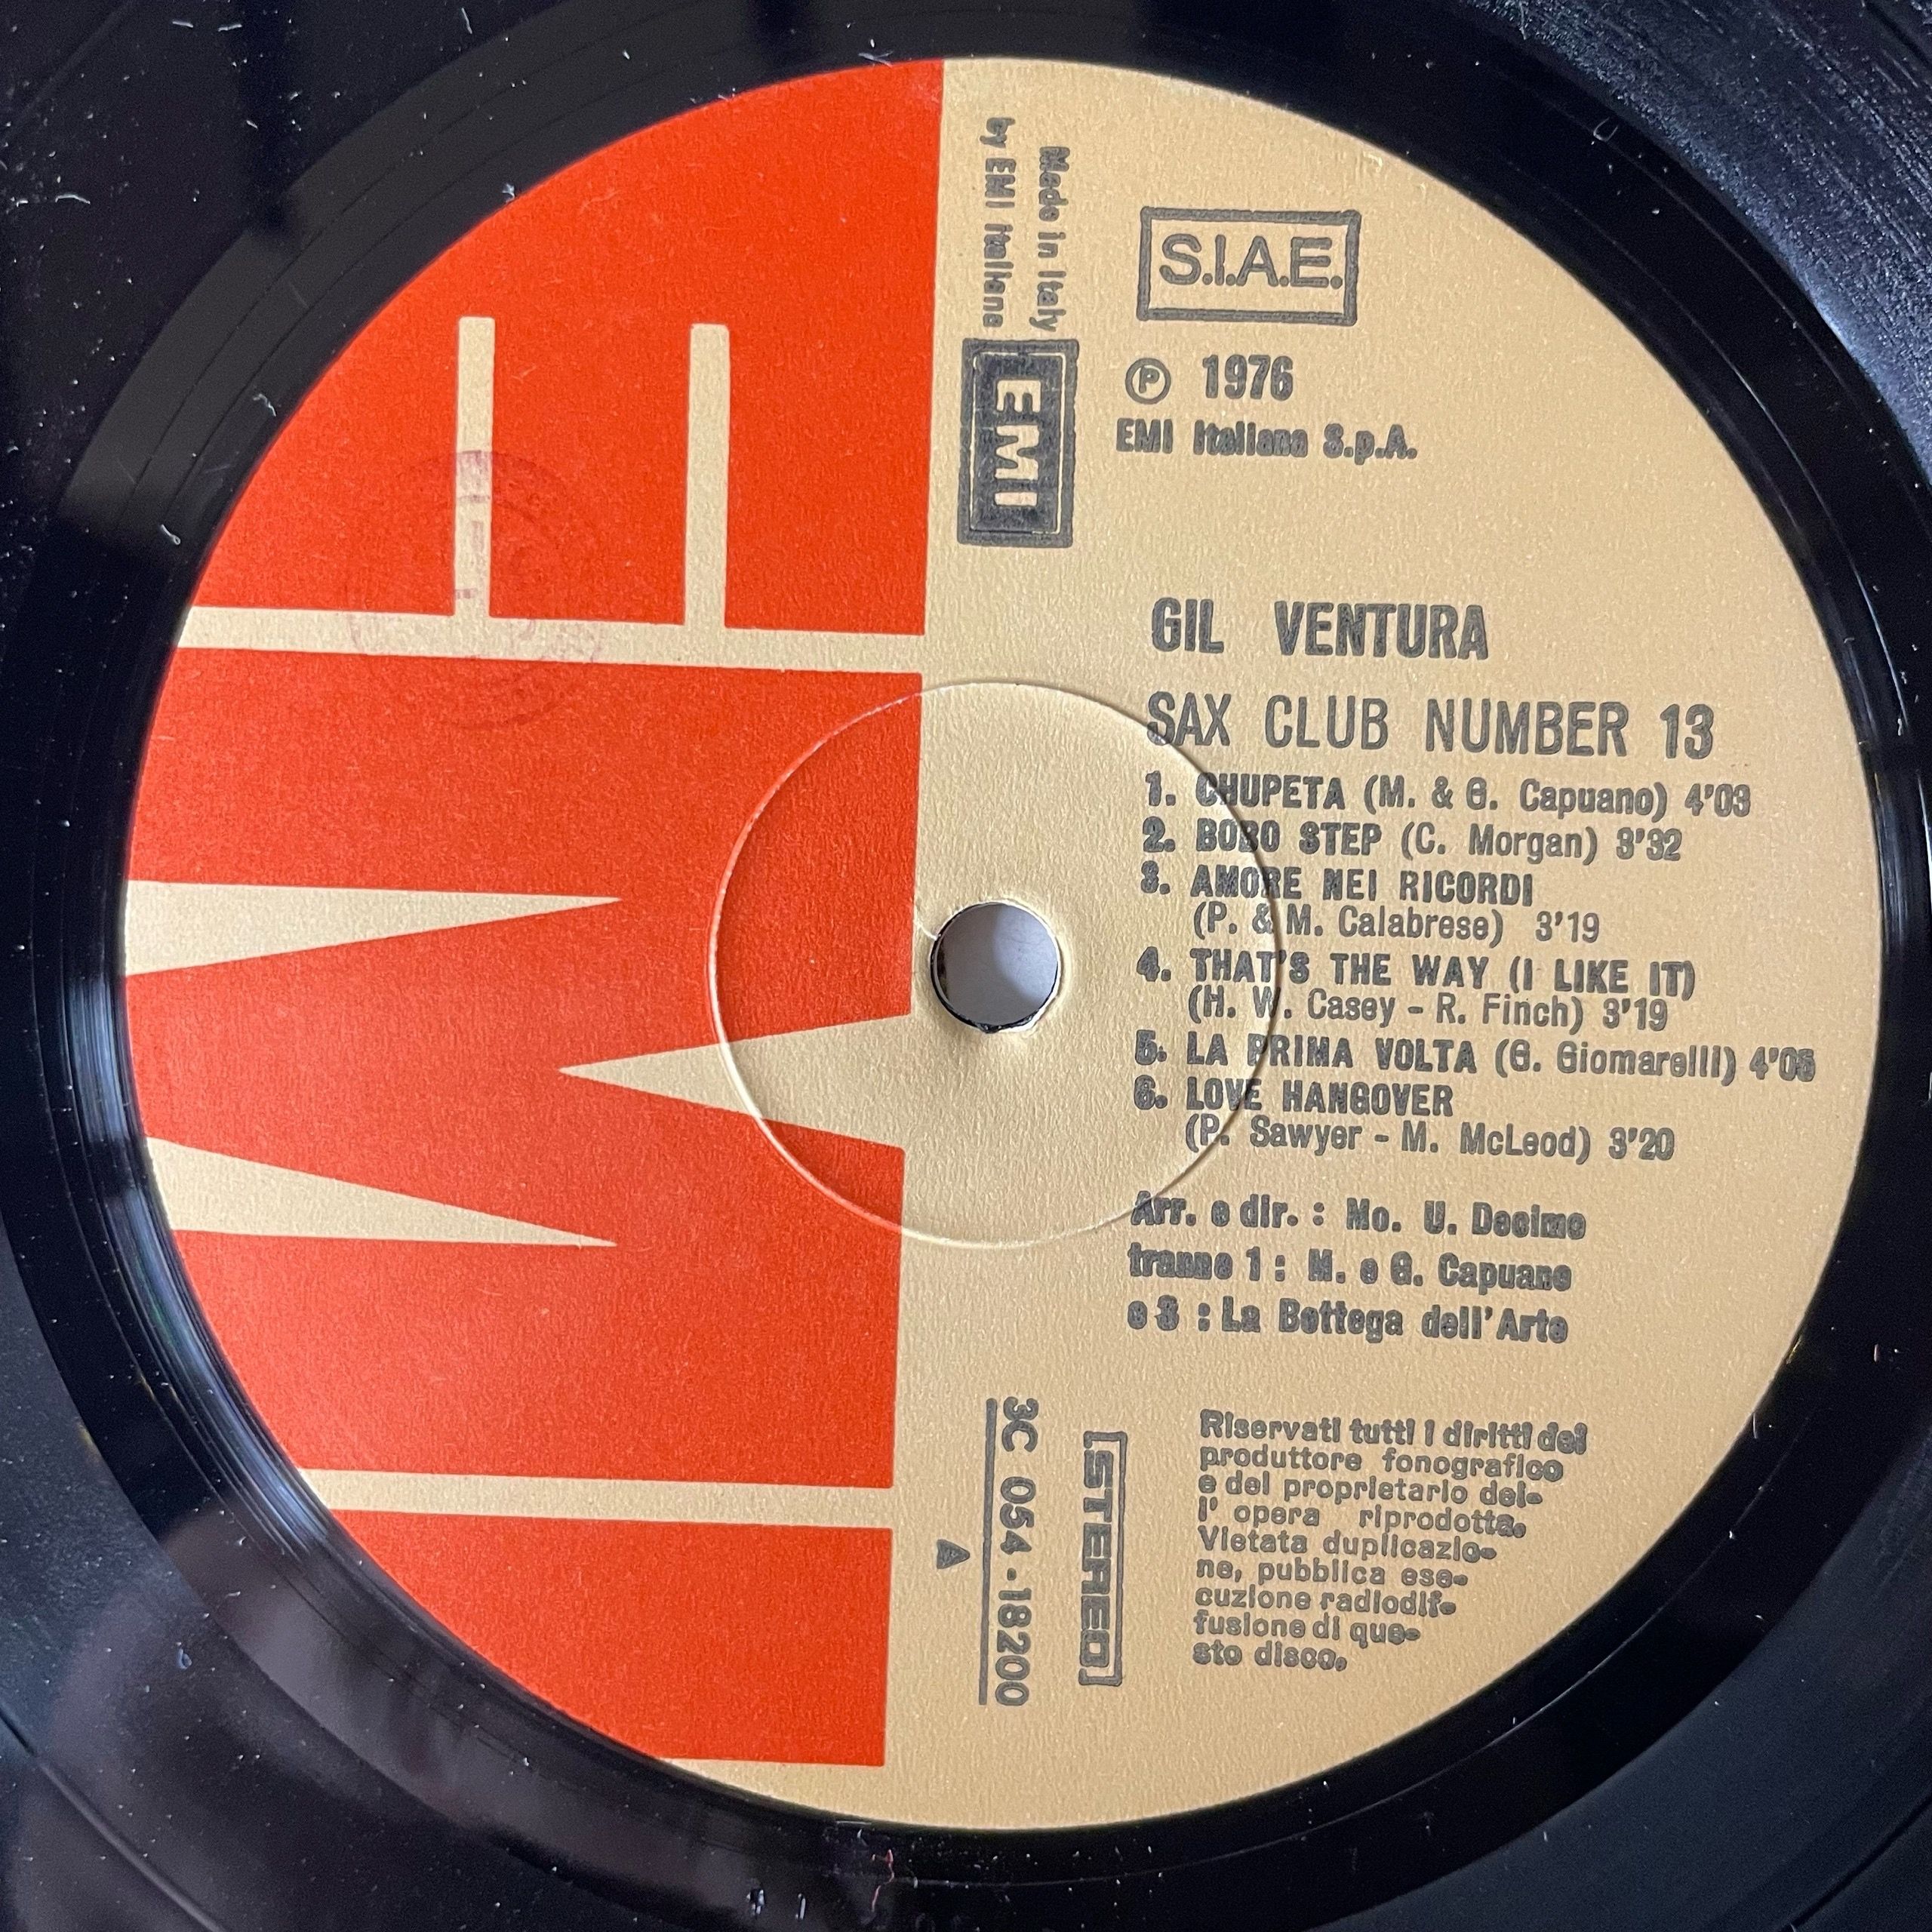 Made in Italy
by EMI Italiana
EMI
S.I.A.E.
Ⓟ 1976
EMI Italiana S.p.A.
GIL VENTURA
SAX CLUB NUMBER 13
1. CHUPETA (M. & G. Capuano) 4'03
2. BOBO STEP (C. Morgan) 3'32
3. AMORE NEI RICORDI
(P. & M. Calabrese) 3'19
4. THAT'S THE WAY (I LIKE IT)
(H. W. Casey - R. Finch) 3'19
5. LA PRIMA VOLTA (G. Giomarelli) 4'05
6. LOVE HANGOVER
(P. Sawyer - M. McLeod) 3'20
Arr. e dir. : Mo. U. Decimo
tranne 1 : M. e G. Capuano
e 3 : La Bottega dell'Arte
3C 054-18200
A
STEREO
Riservati tutti i diritti del
produttore fonografico
e del proprietario del-
l' opera riprodotta.
Vietata duplicazio-
ne, pubblica ese-
cuzione radiodif-
fusione di que-
sto disco.
EMI